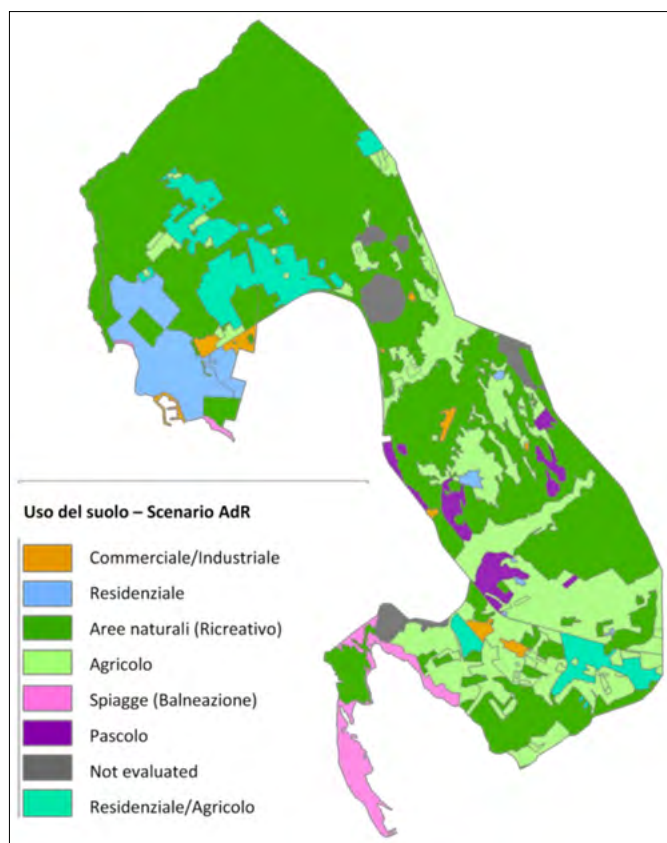 Uso del suolo – Scenario AdR
Commerciale/Industriale
Residenziale
Aree naturali (Ricreativo)
Agricolo
Spiagge (Balneazione)
Pascolo
Not evaluated
Residenziale/Agricolo